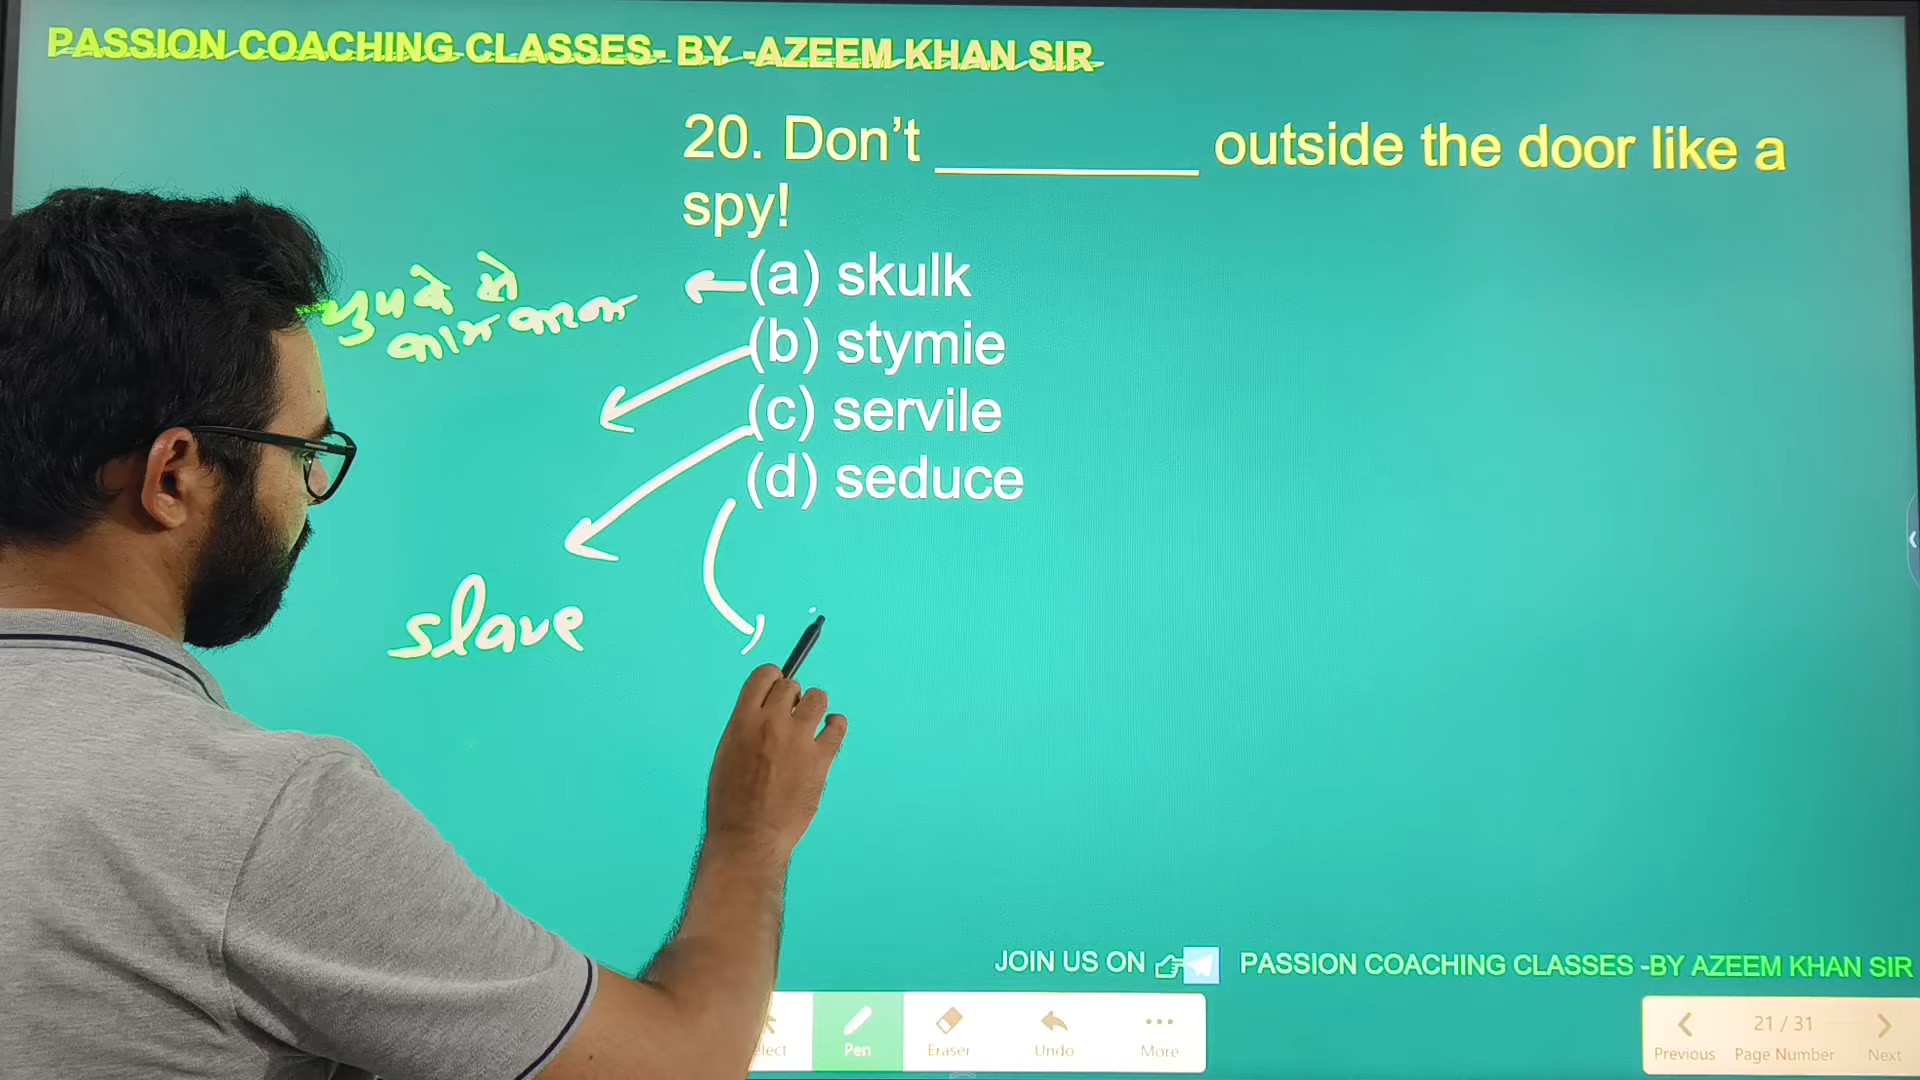 PASSION COACHING CLASSES- BY -AZEEM KHAN SIR
20. Don’t __________ outside the door like a
spy!
(a) skulk
(b) stymie
(c) servile
(d) seduce
चुपके से
काम करना
slave
JOIN US ON
PASSION COACHING CLASSES -BY AZEEM KHAN SIR
Pen
Eraser
Undo
More
21 / 31
Previous Page Number Next